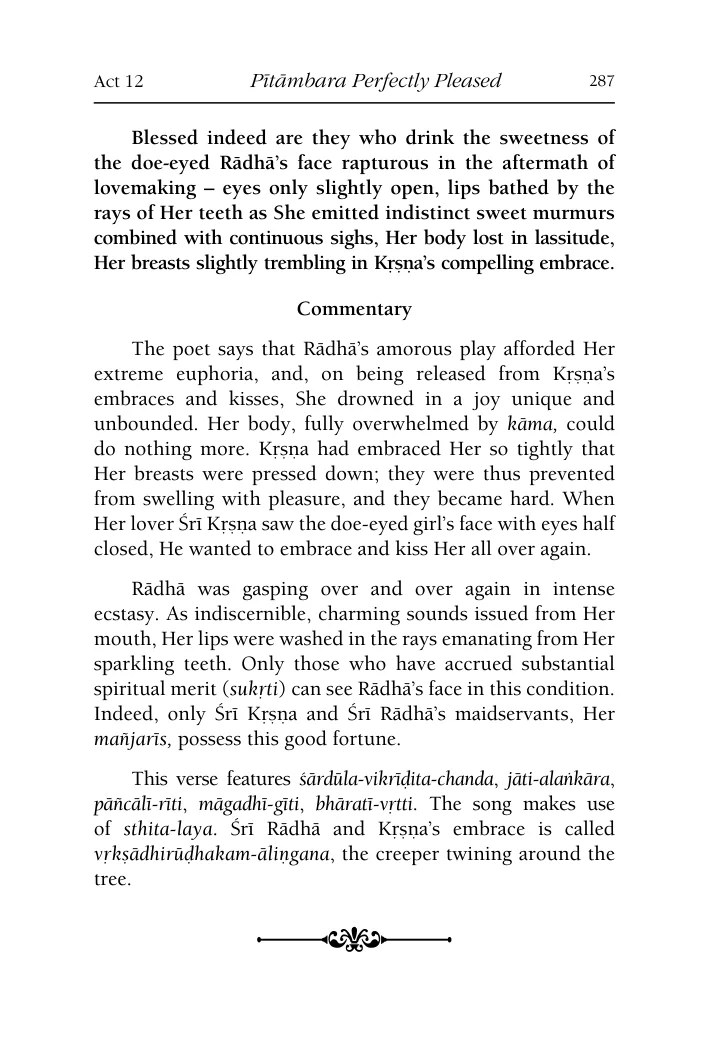 Act 12 Pītāmbara Perfectly Pleased 287
Blessed indeed are they who drink the sweetness of
the doe-eyed Rādhā’s face rapturous in the aftermath of
lovemaking – eyes only slightly open, lips bathed by the
rays of Her teeth as She emitted indistinct sweet murmurs
combined with continuous sighs, Her body lost in lassitude,
Her breasts slightly trembling in Kṛṣṇa’s compelling embrace.
Commentary
The poet says that Rādhā’s amorous play afforded Her
extreme euphoria, and, on being released from Kṛṣṇa’s
embraces and kisses, She drowned in a joy unique and
unbounded. Her body, fully overwhelmed by kāma, could
do nothing more. Kṛṣṇa had embraced Her so tightly that
Her breasts were pressed down; they were thus prevented
from swelling with pleasure, and they became hard. When
Her lover Śrī Kṛṣṇa saw the doe-eyed girl’s face with eyes half
closed, He wanted to embrace and kiss Her all over again.
Rādhā was gasping over and over again in intense
ecstasy. As indiscernible, charming sounds issued from Her
mouth, Her lips were washed in the rays emanating from Her
sparkling teeth. Only those who have accrued substantial
spiritual merit (sukṛti) can see Rādhā’s face in this condition.
Indeed, only Śrī Kṛṣṇa and Śrī Rādhā’s maidservants, Her
mañjarīs, possess this good fortune.
This verse features śārdūla-vikrīḍita-chanda, jāti-alaṅkāra,
pāñcālī-rīti, māgadhī-gīti, bhāratī-vṛtti. The song makes use
of sthita-laya. Śrī Rādhā and Kṛṣṇa’s embrace is called
vṛkṣādhirūḍhakam-āliṇgana, the creeper twining around the
tree.